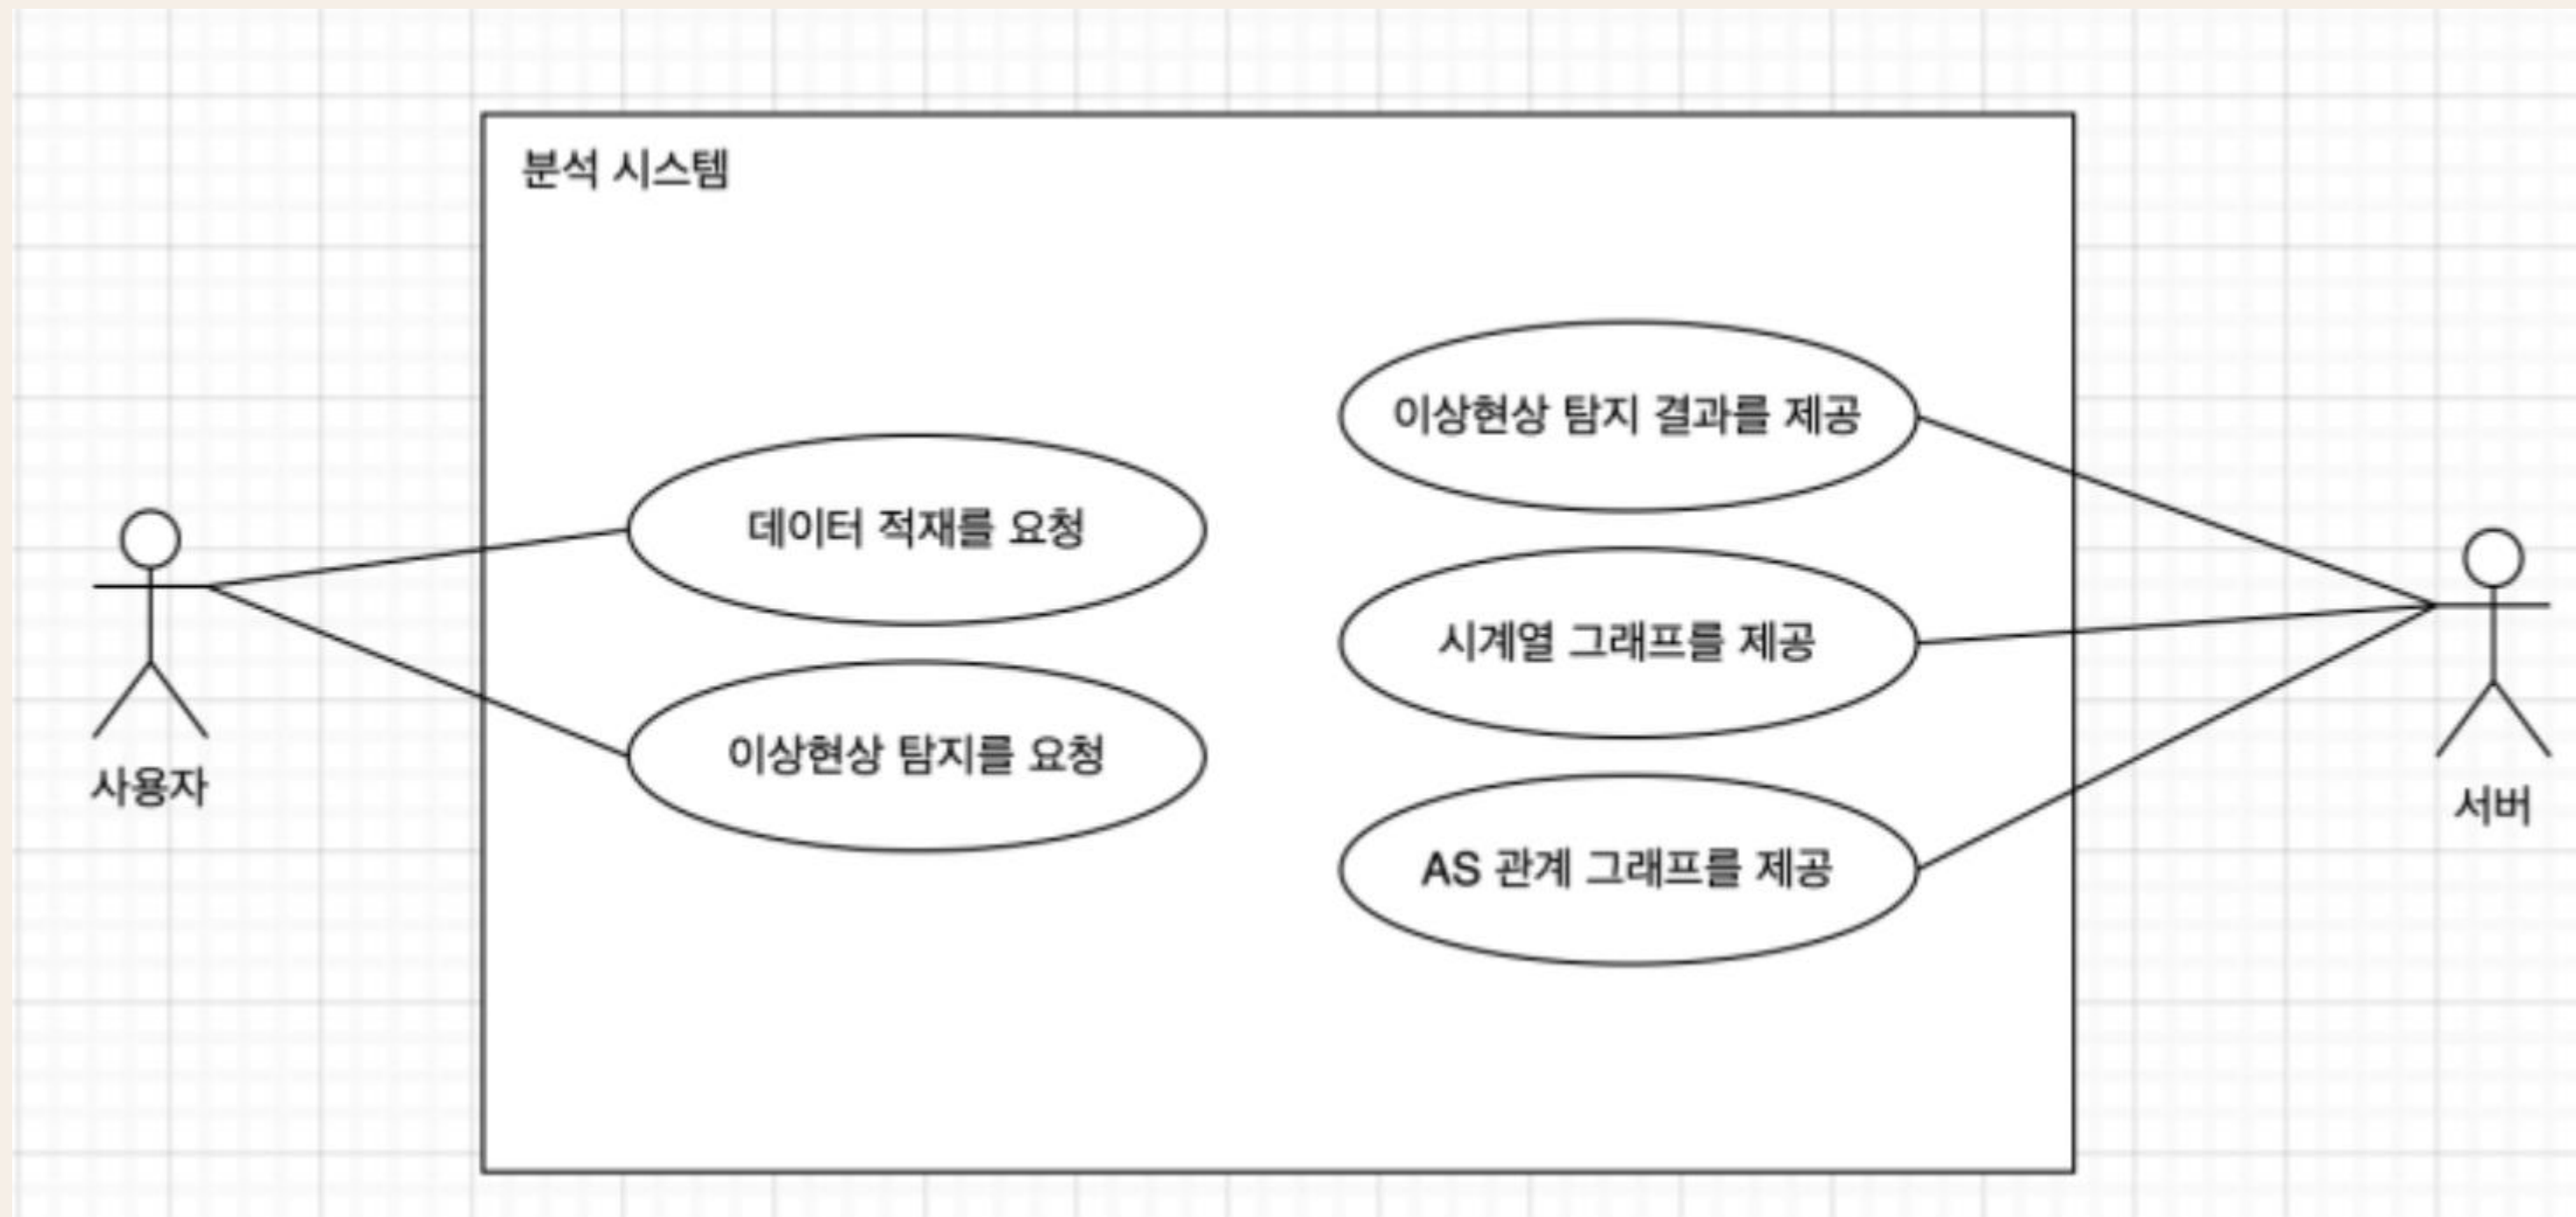 분석 시스템
이상현상 탐지 결과를 제공
데이터 적재를 요청
시계열 그래프를 제공
이상현상 탐지를 요청
사용자
서버
AS 관계 그래프를 제공